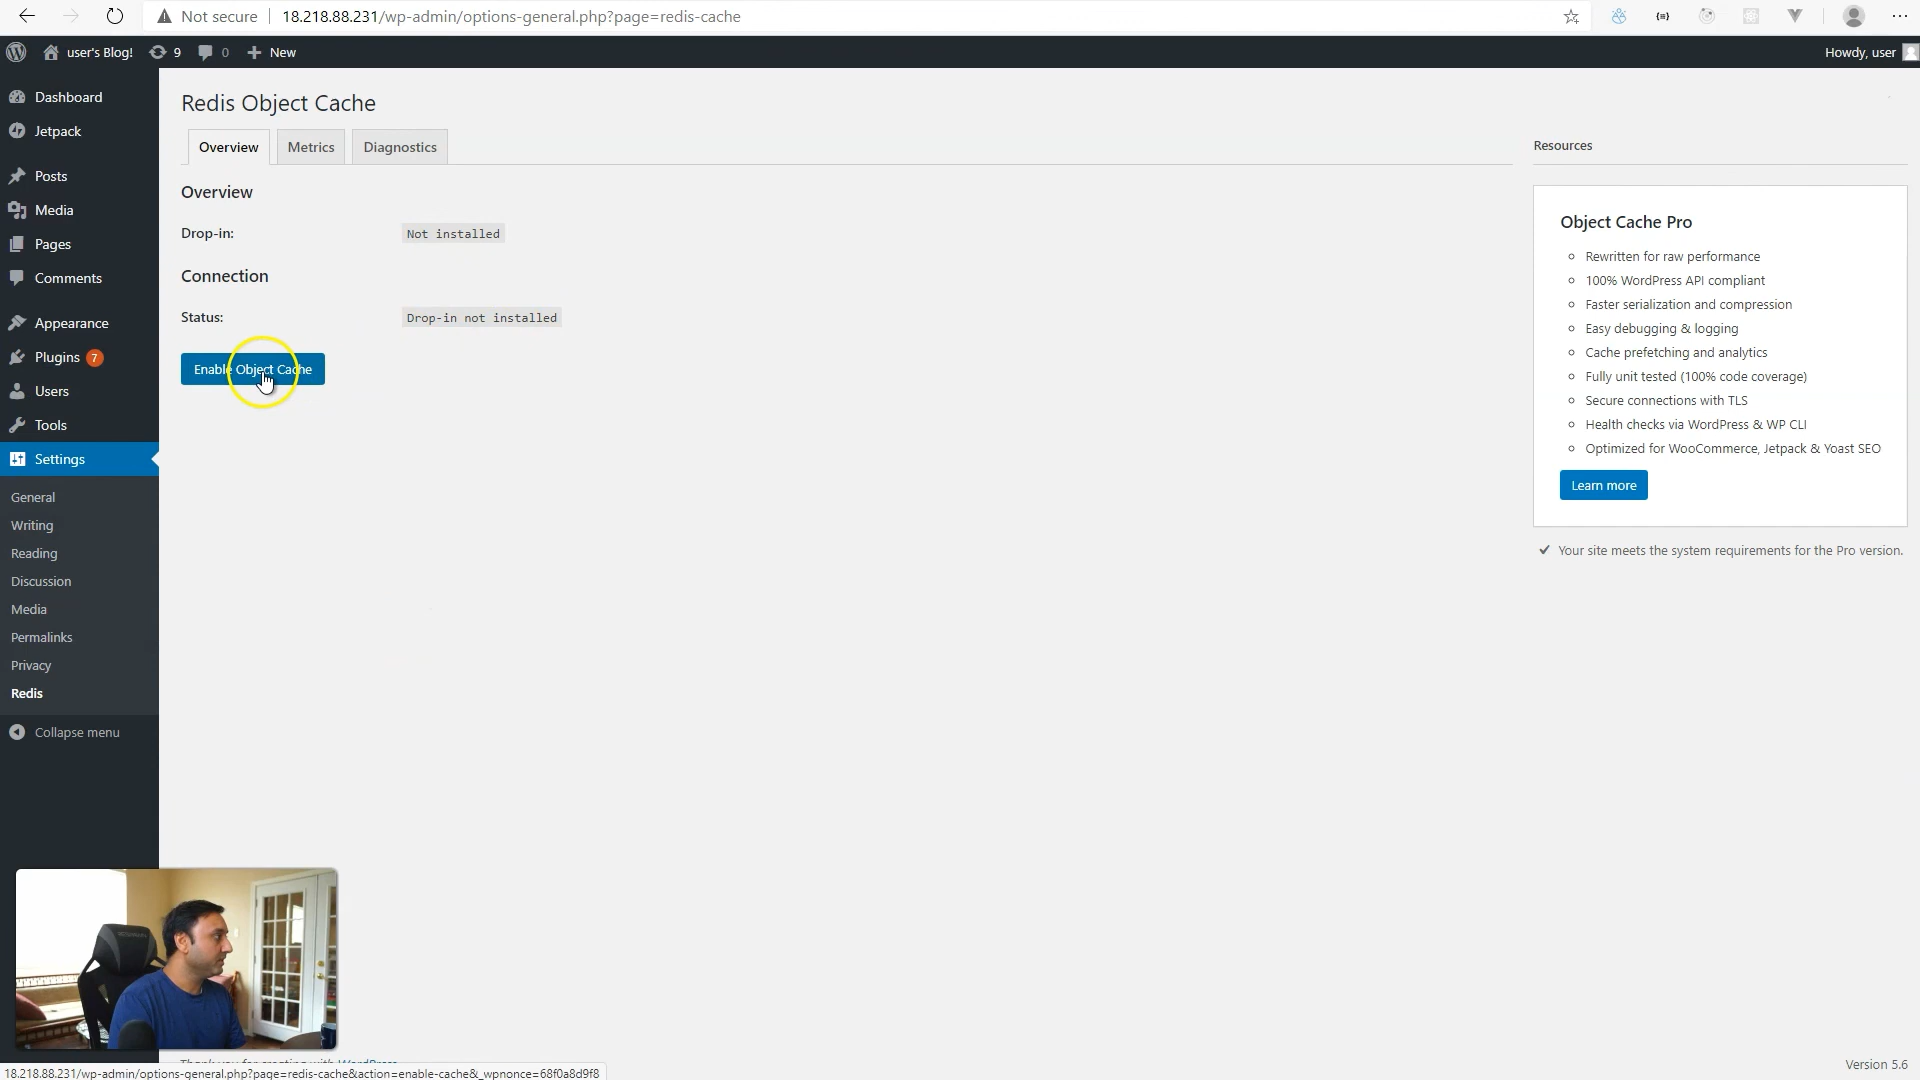 Not secure 18.218.88.231/wp-admin/options-general.php?page=redis-cache
user's Blog! 9 0 New Howdy, user
Dashboard
Jetpack
Posts
Media
Pages
Comments
Appearance
Plugins 7
Users
Tools
Settings
General
Writing
Reading
Discussion
Media
Permalinks
Privacy
Redis
Collapse menu
Redis Object Cache
Overview Metrics Diagnostics
Overview
Drop-in: Not installed
Connection
Status: Drop-in not installed
Enable Object Cache
Resources
Object Cache Pro
Rewritten for raw performance
100% WordPress API compliant
Faster serialization and compression
Easy debugging & logging
Cache prefetching and analytics
Fully unit tested (100% code coverage)
Secure connections with TLS
Health checks via WordPress & WP CLI
Optimized for WooCommerce, Jetpack & Yoast SEO
Learn more
Your site meets the system requirements for the Pro version.
Thank you for creating with WordPress.
Version 5.6
18.218.88.231/wp-admin/options-general.php?page=redis-cache&action=enable-cache&_wpnonce=68f0a8d9f8